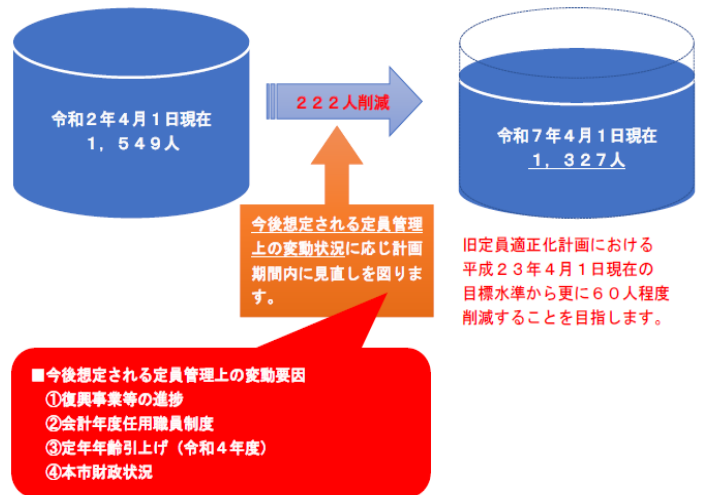 令和2年4月1日現在
1,549人
222人削減
令和7年4月1日現在
1,327人
今後想定される定員管理
上の変動状況に応じ計画
期間内に見直しを図りま
す。
旧定員適正化計画における
平成23年4月1日現在の
目標水準から更に60人程度
削減することを目指します。
■今後想定される定員管理上の変動要因
①復興事業等の進捗
②会計年度任用職員制度
③定年年齢引上げ(令和4年度)
④本市財政状況